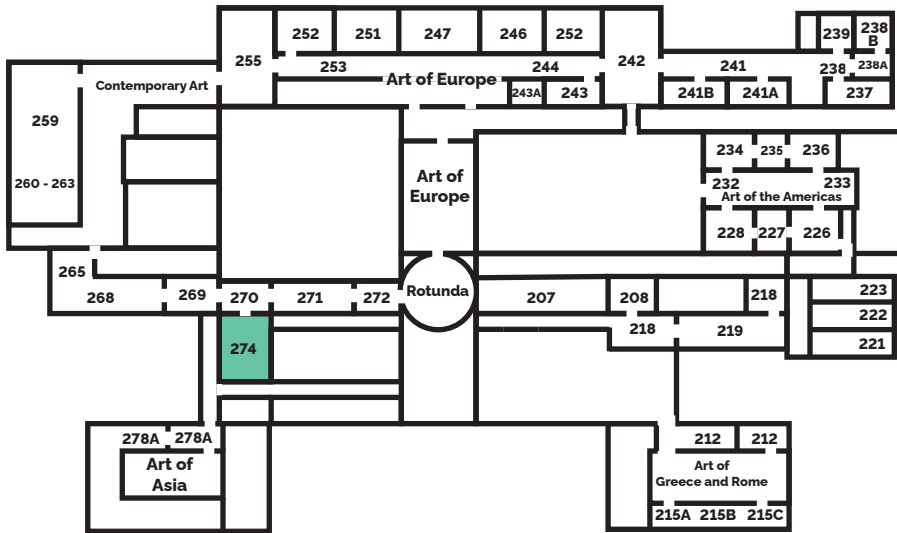 252
251
247
246
252
239
238
B
255
253
244
242
241
238
238A
Contemporary Art
Art of Europe
243A
243
241B
241A
237
259
260 - 263
234
235
236
Art of
Europe
232
233
Art of the Americas
228
227
226
265
268
269
270
271
272
Rotunda
207
208
218
223
222
221
218
219
274
278A
278A
Art of
Asia
212
212
Art of
Greece and Rome
215A
215B
215C